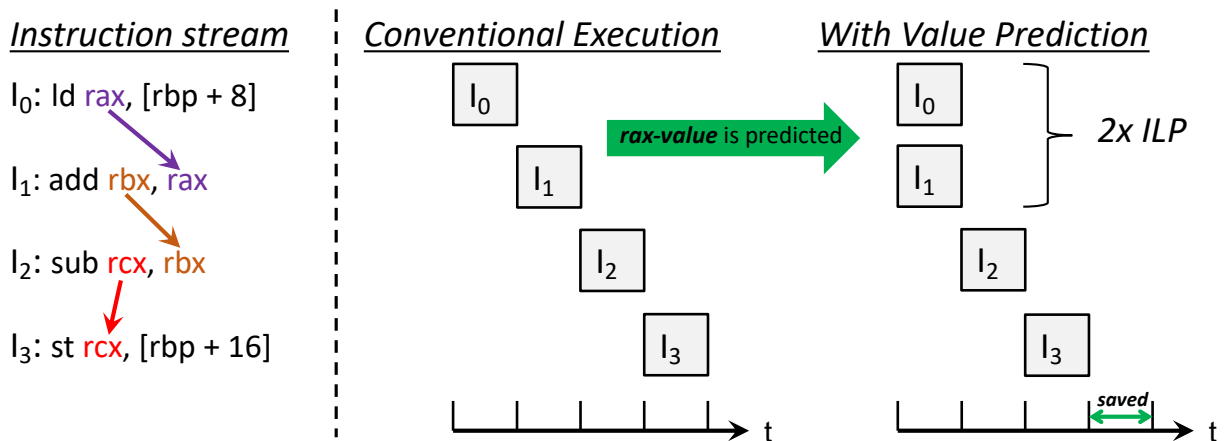 Instruction stream
I0: ld rax, [rbp + 8]
I1: add rbx, rax
I2: sub rcx, rbx
I3: st rcx, [rbp + 16]
Conventional Execution
I0
I1
I2
I3
t
rax-value is predicted
With Value Prediction
I0
I1
2x ILP
I2
I3
saved
t